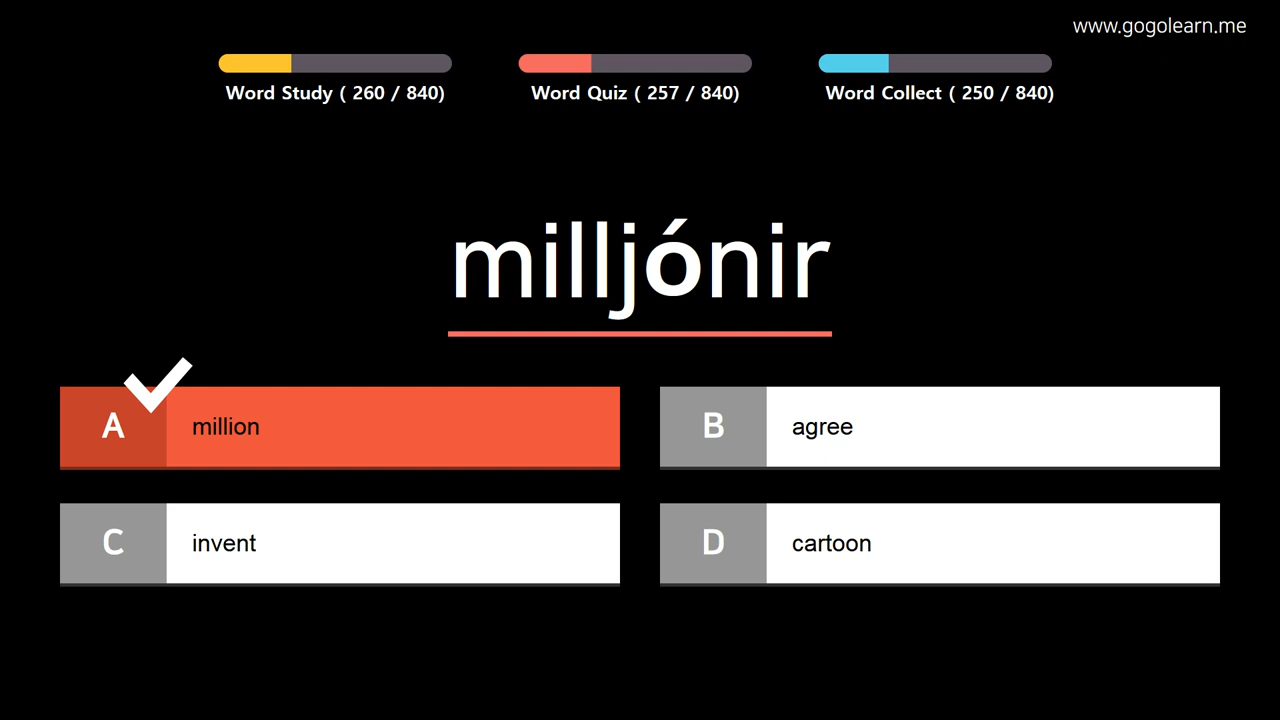 www.gogolearn.me
Word Study ( 260 / 840)
Word Quiz ( 257 / 840)
Word Collect ( 250 / 840)
milljónir
A million
B agree
C invent
D cartoon